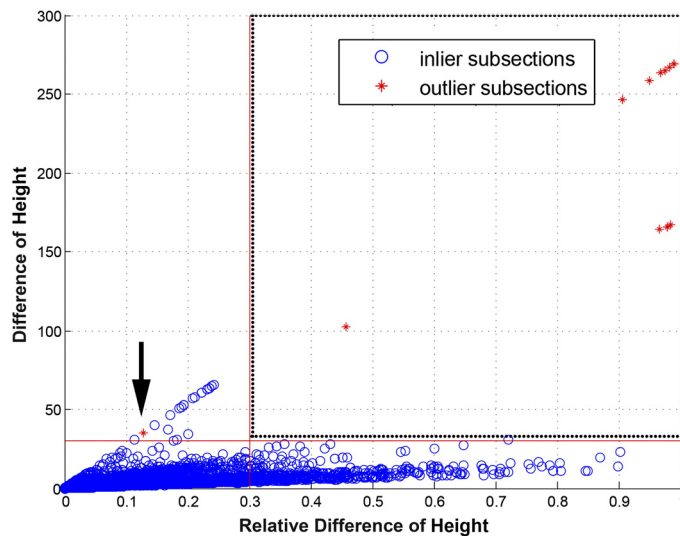 300
250
200
150
100
50
0
Difference of Height
inlier subsections
outlier subsections
0 0.1 0.2 0.3 0.4 0.5 0.6 0.7 0.8 0.9
Relative Difference of Height